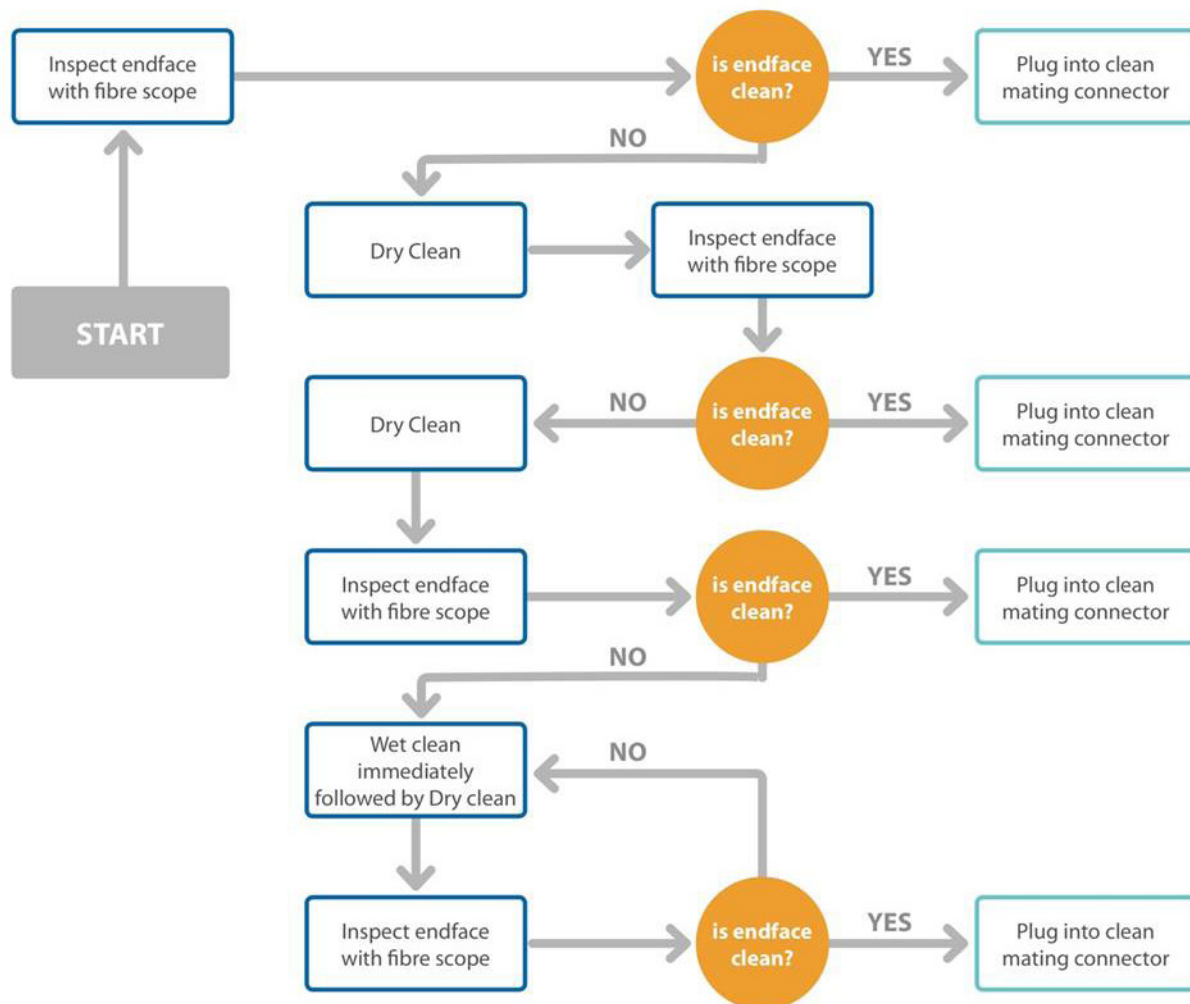 Inspect endface
with fibre scope
is endface
clean?
YES
Plug into clean
mating connector
NO
Dry Clean
Inspect endface
with fibre scope
START
Dry Clean
NO
is endface
clean?
YES
Plug into clean
mating connector
Inspect endface
with fibre scope
is endface
clean?
YES
Plug into clean
mating connector
NO
Wet clean
immediately
followed by Dry clean
NO
Inspect endface
with fibre scope
is endface
clean?
YES
Plug into clean
mating connector